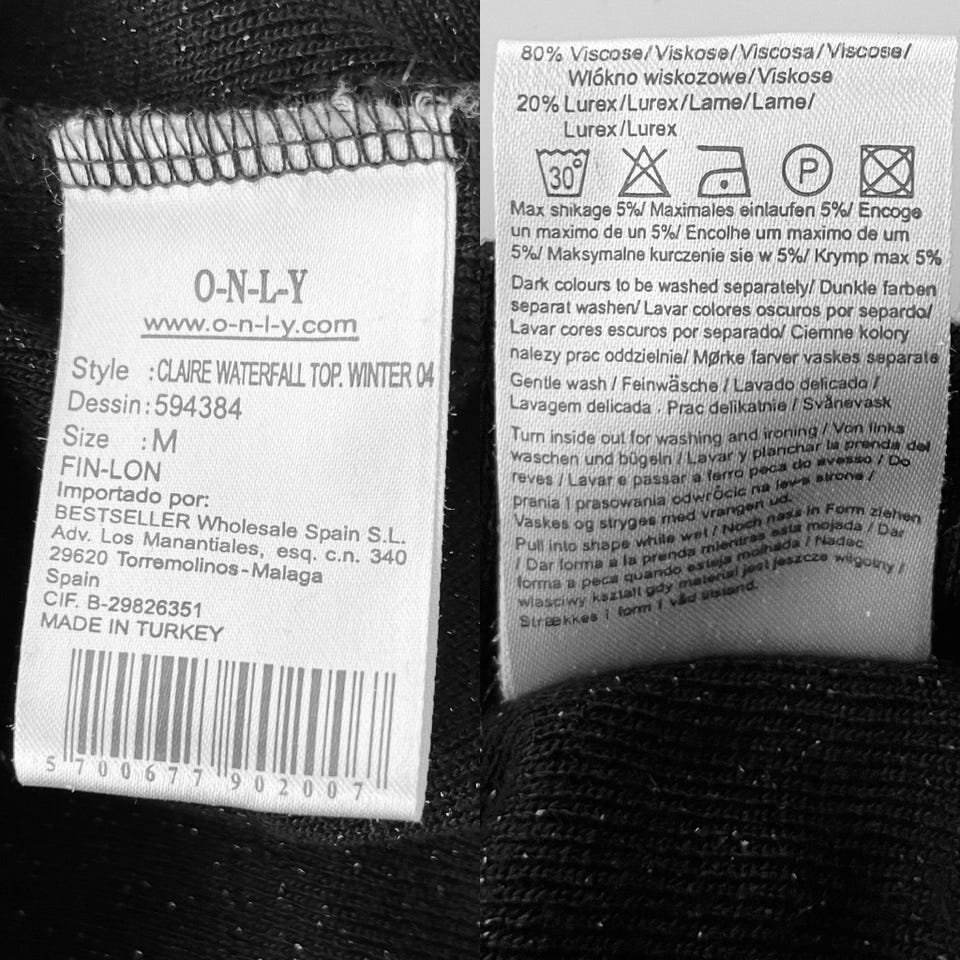 O-N-L-Y
www.o-n-l-y.com
Style : CLAIRE WATERFALL TOP. WINTER 04
Dessin: 594384
Size : M
FIN-LON
Importado por:
BESTSELLER Wholesale Spain S.L.
Adv. Los Manantiales, esq. c.n. 340
29620 Torremolinos-Malaga
Spain
CIF. B-29826351
MADE IN TURKEY
5 700677 902007
80% Viscose/Viskose/Viscosa/Viscose/
Wlókno wiskozowe/Viskose
20% Lurex/Lurex/Lame/Lame/
Lurex/Lurex
30° P
Max shikage 5%/ Maximales einlaufen 5%/ Encoge
un maximo de un 5%/ Encolhe um maximo de um
5%/ Maksymalne kurczenie sie w 5%/ Krymp max 5%
Dark colours to be washed separately/ Dunkle farben
separat washen/ Lavar colores oscuros por separdo/
Lavar cores escuros por separado/ Ciemne kolory
nalezy prac oddzielnie/ Mørke farver vaskes separate
Gentle wash / Feinwäsche / Lavado delicado /
Lavagem delicada . Prac delikatnie / Svånevask
Turn inside out for washing and ironing / Von links
waschen und bügeln / Lavar y planchar la prenda del
reves / Lavar e passar a ferro peca do avesso / Do
prania i prasowania odwrócic na lewa strone /
Vaskes og stryges med vrangen ud.
Pull into shape while wet / Noch nass in Form ziehen
/ Dar forma a la prenda mientras esta mojada / Dar
forma a peca quando esteja molhada / Nadac
wlasciwy ksztalt gdy material jest jeszcze wilgotny /
Strækkes i form i våd